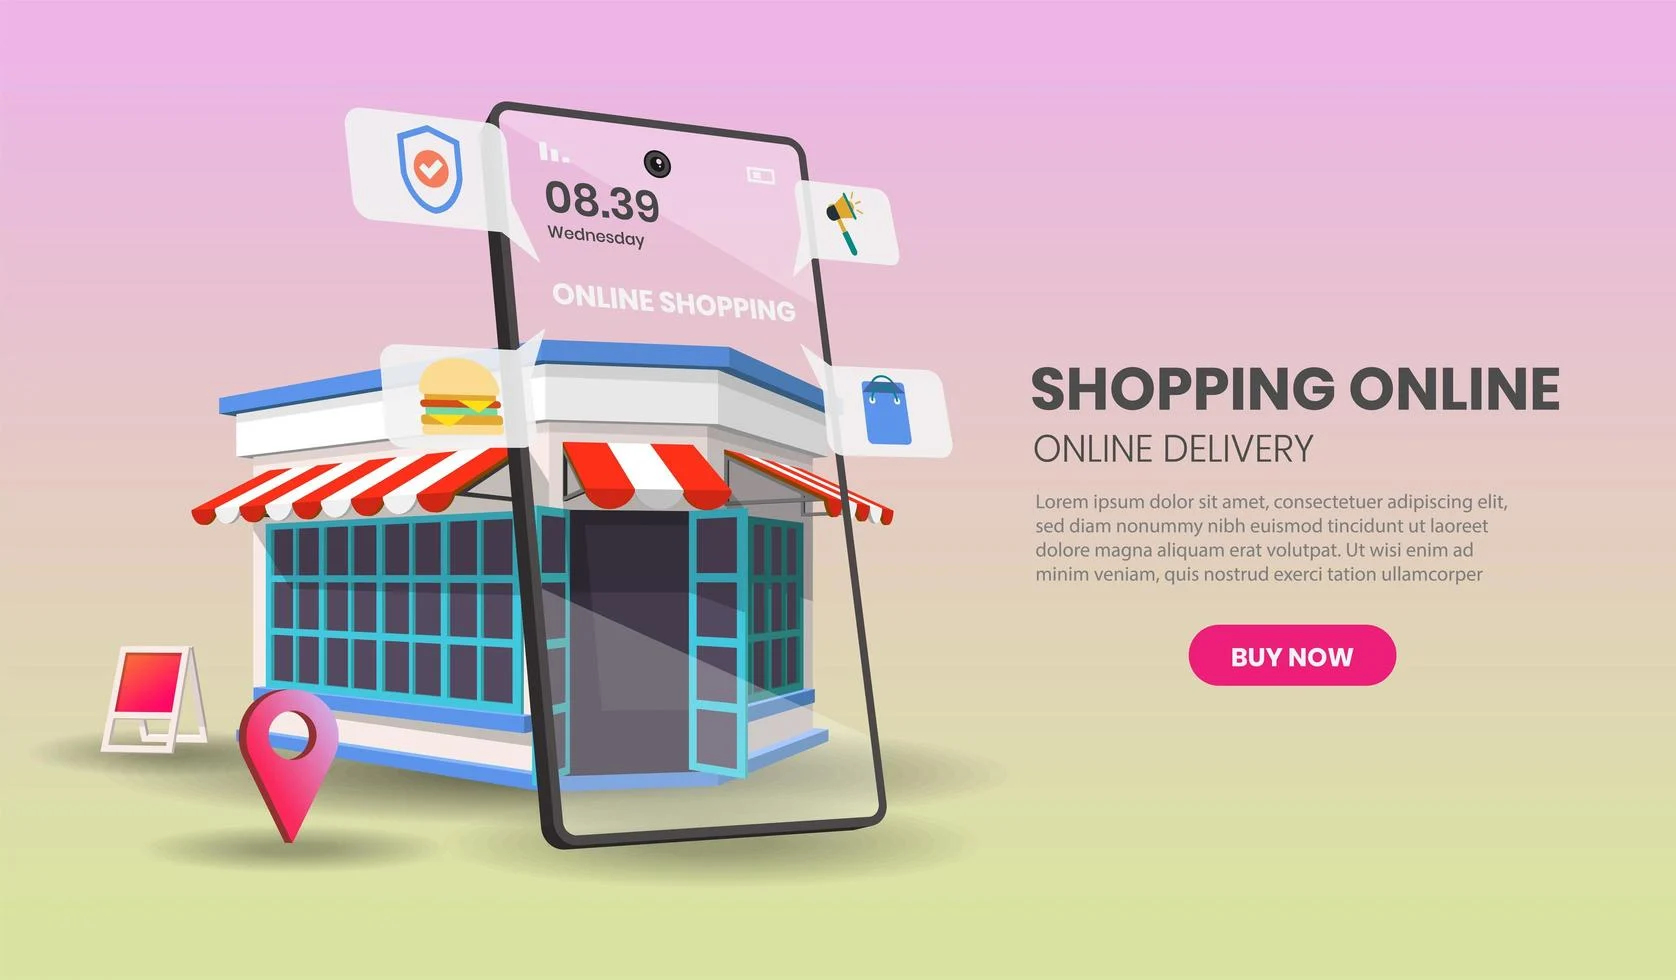 08.39
Wednesday
ONLINE SHOPPING
SHOPPING ONLINE
ONLINE DELIVERY
Lorem ipsum dolor sit amet, consectetuer adipiscing elit,
sed diam nonummy nibh euismod tincidunt ut laoreet
dolore magna aliquam erat volutpat. Ut wisi enim ad
minim veniam, quis nostrud exerci tation ullamcorper
BUY NOW